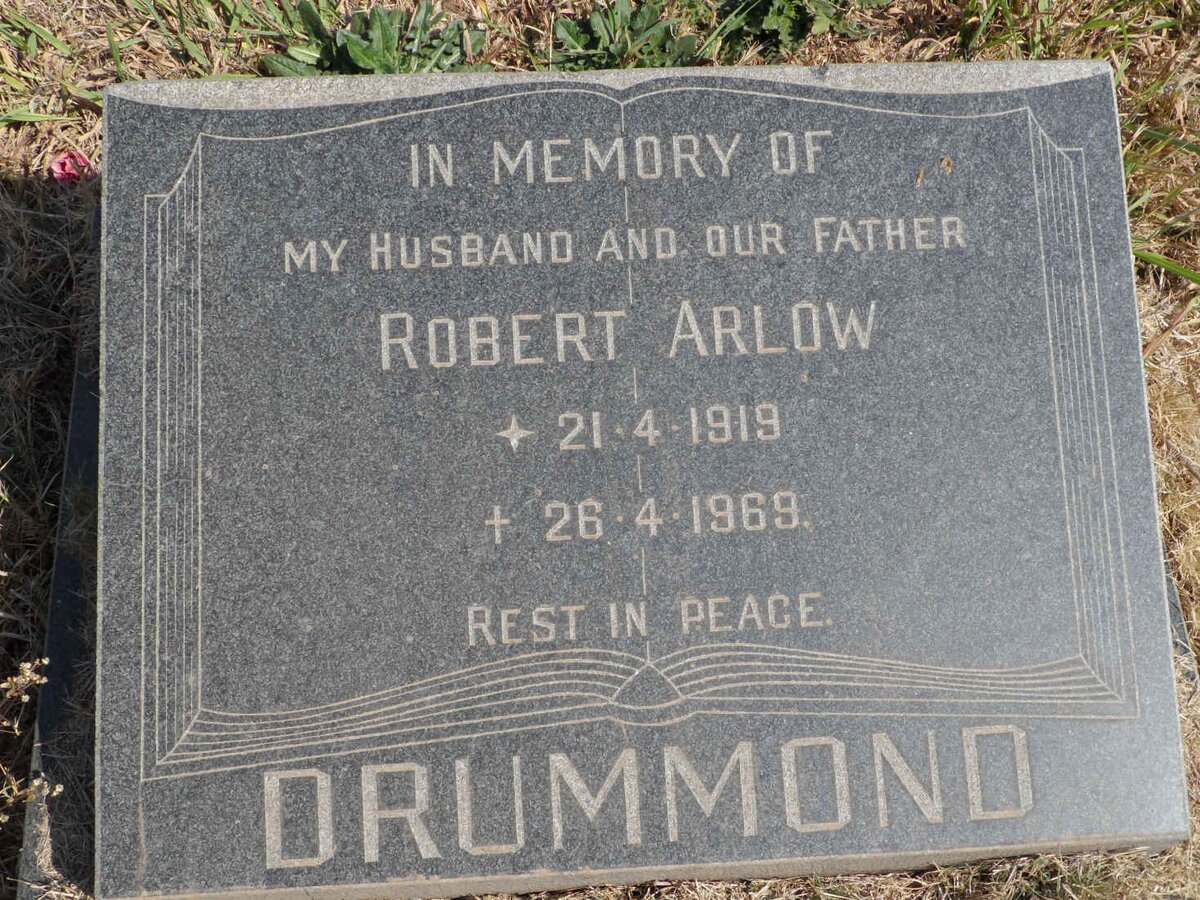 IN MEMORY OF
MY HUSBAND AND OUR FATHER
ROBERT ARLOW
✦ 21·4·1919
+ 26·4·1969.
REST IN PEACE.
DRUMMOND